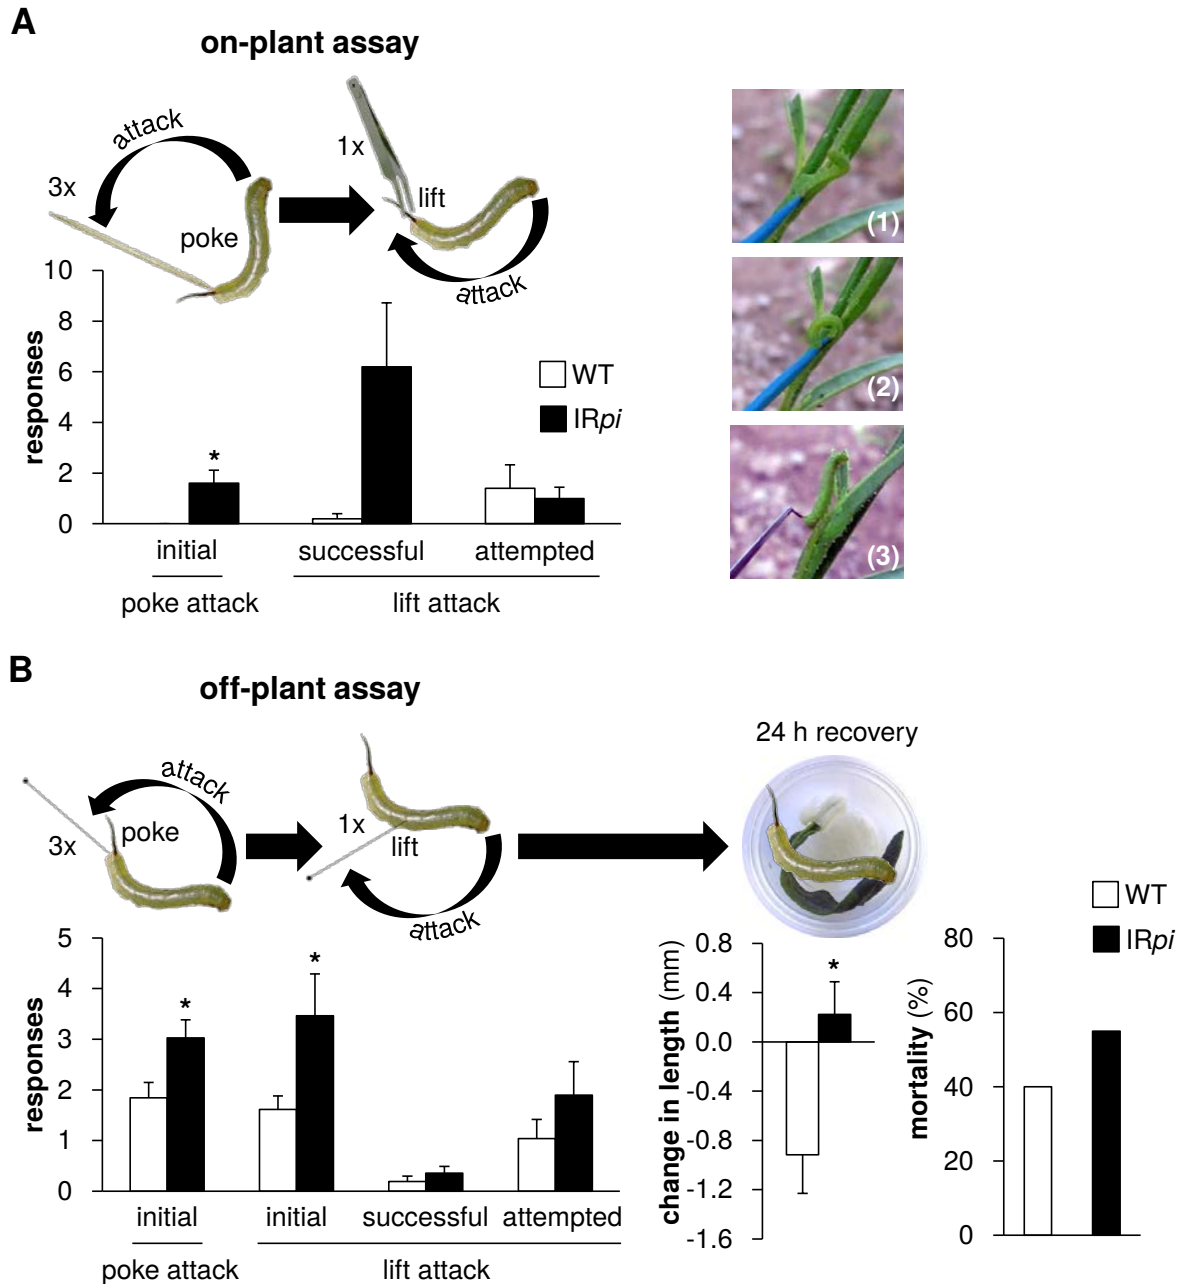 A
on-plant assay
attack
3x
poke
1x
lift
attack
10
8
6
4
2
0
responses
WT
IRpi
*
initial
successful
attempted
poke attack
lift attack
(1)
(2)
(3)
B
off-plant assay
attack
3x
poke
1x
lift
attack
24 h recovery
5
4
3
2
1
0
responses
*
*
initial
initial
successful
attempted
poke attack
lift attack
0.8
0.4
0.0
-0.4
-0.8
-1.2
-1.6
change in length (mm)
*
80
60
40
20
0
mortality (%)
WT
IRpi